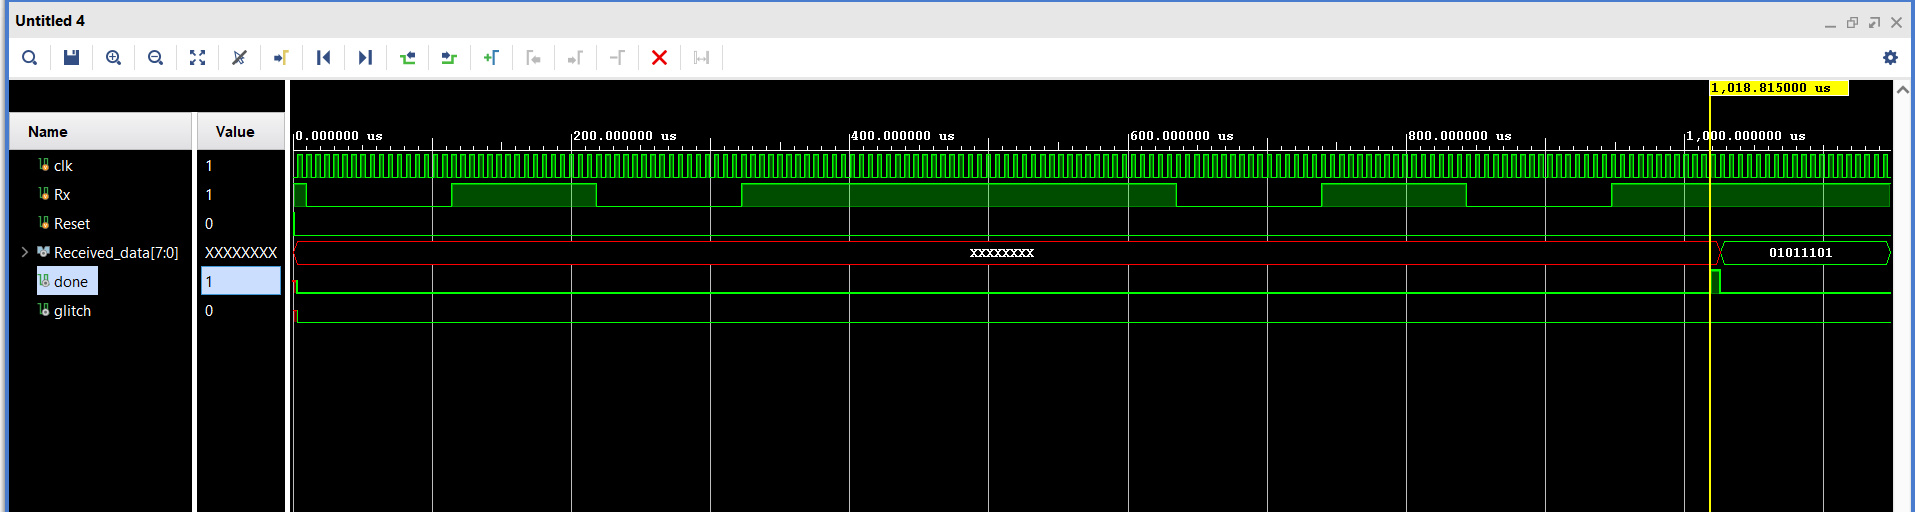 Untitled 4
1,018.815000 us
Name Value
0.000000 us 200.000000 us 400.000000 us 600.000000 us 800.000000 us 1,000.000000 us
clk 1
Rx 1
Reset 0
Received_data[7:0] XXXXXXXX XXXXXXXX 01011101
done 1
glitch 0